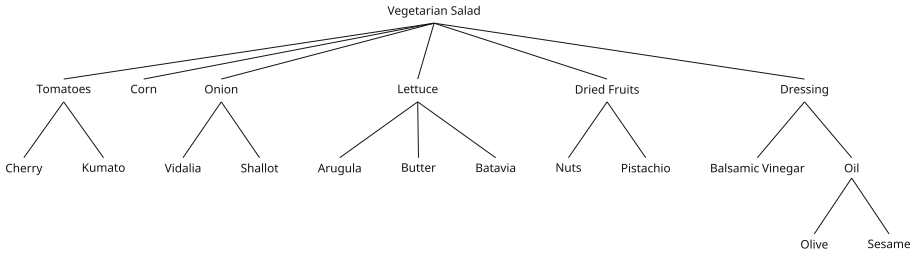 Vegetarian Salad
Tomatoes Corn Onion Lettuce Dried Fruits Dressing
Cherry Kumato Vidalia Shallot Arugula Butter Batavia Nuts Pistachio Balsamic Vinegar Oil
Olive Sesame